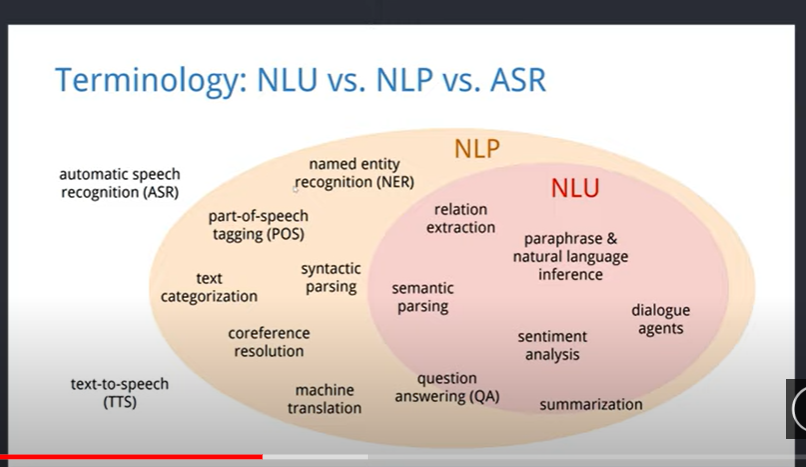 Terminology: NLU vs. NLP vs. ASR
NLP
named entity
recognition (NER)
automatic speech
recognition (ASR)
NLU
relation
extraction
part-of-speech
tagging (POS)
paraphrase &
natural language
inference
syntactic
parsing
text
categorization
semantic
parsing
dialogue
agents
coreference
resolution
sentiment
analysis
question
answering (QA)
text-to-speech
(TTS)
machine
translation
summarization